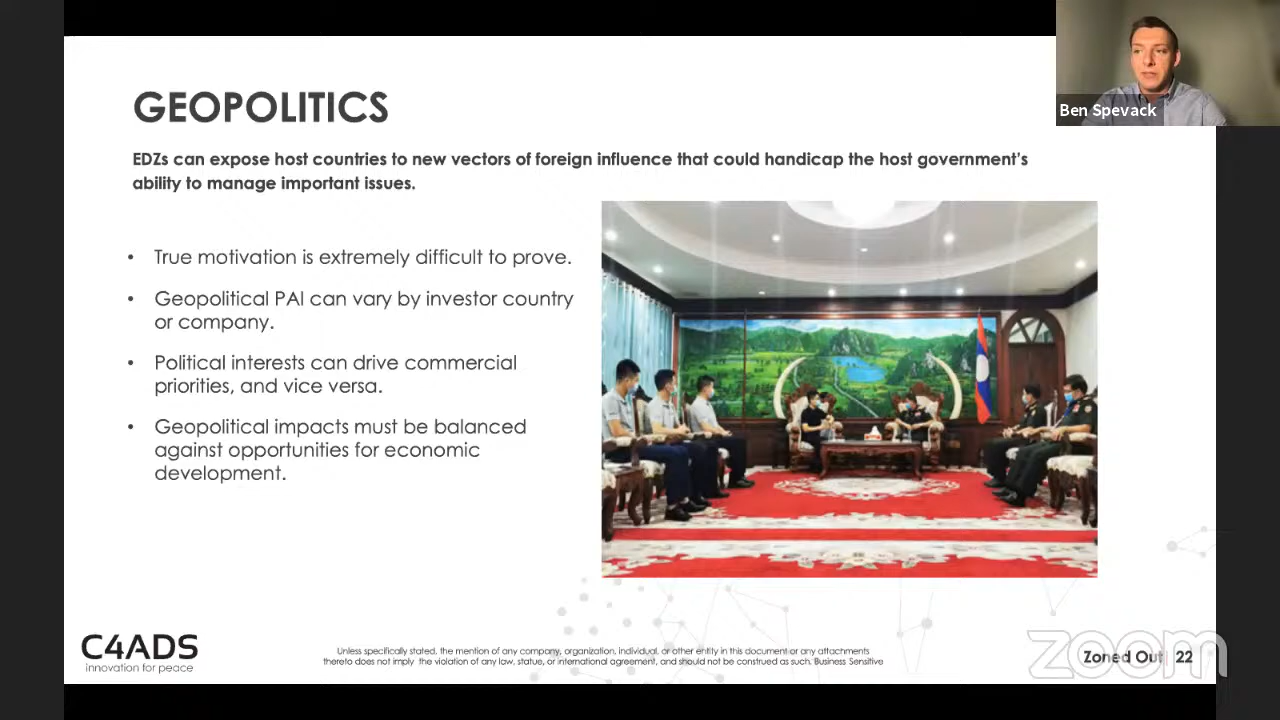 Ben Spevack
GEOPOLITICS
EDZs can expose host countries to new vectors of foreign influence that could handicap the host government's
ability to manage important issues.
• True motivation is extremely difficult to prove.
• Geopolitical PAI can vary by investor country
or company.
• Political interests can drive commercial
priorities, and vice versa.
• Geopolitical impacts must be balanced
against opportunities for economic
development.
C4ADS
innovation for peace
Unless specifically stated, the mention of any company, organization, individual, or other entity in this document or any attachments
thereto does not imply the violation of any law, statue, or international agreement, and should not be construed as such. Business Sensitive
Zoned Out| 22
zoom